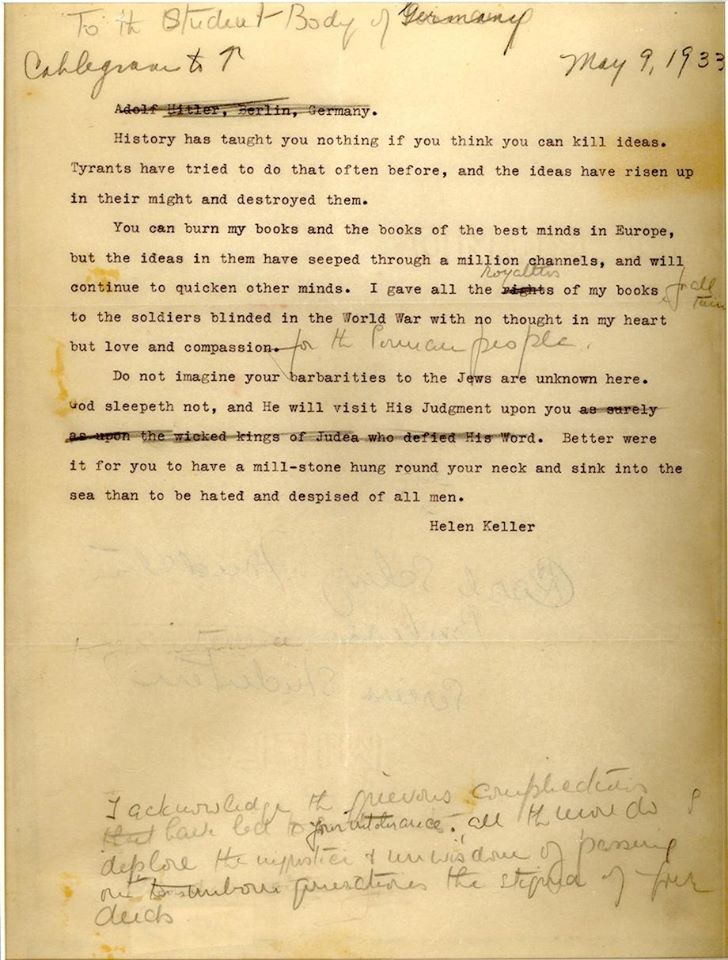 To the Student Body of Germany
Cablegram to ↑
May 9, 1933
Adolf Hitler, Berlin, Germany.
History has taught you nothing if you think you can kill ideas.
Tyrants have tried to do that often before, and the ideas have risen up
in their might and destroyed them.
You can burn my books and the books of the best minds in Europe,
but the ideas in them have seeped through a million channels, and will
royalties
continue to quicken other minds. I gave all the rights of my books for all time
to the soldiers blinded in the World War with no thought in my heart
but love and compassion. for the German people.
Do not imagine your barbarities to the Jews are unknown here.
God sleepeth not, and He will visit His Judgment upon you as surely
as upon the wicked kings of Judea who defied His Word. Better were
it for you to have a mill-stone hung round your neck and sink into the
sea than to be hated and despised of all men.
Helen Keller
I acknowledge the grievous complications
that have led to your intolerance. all the more do I
deplore the injustice & unwisdom of passing
on to unborn generations the stigma of your
deeds